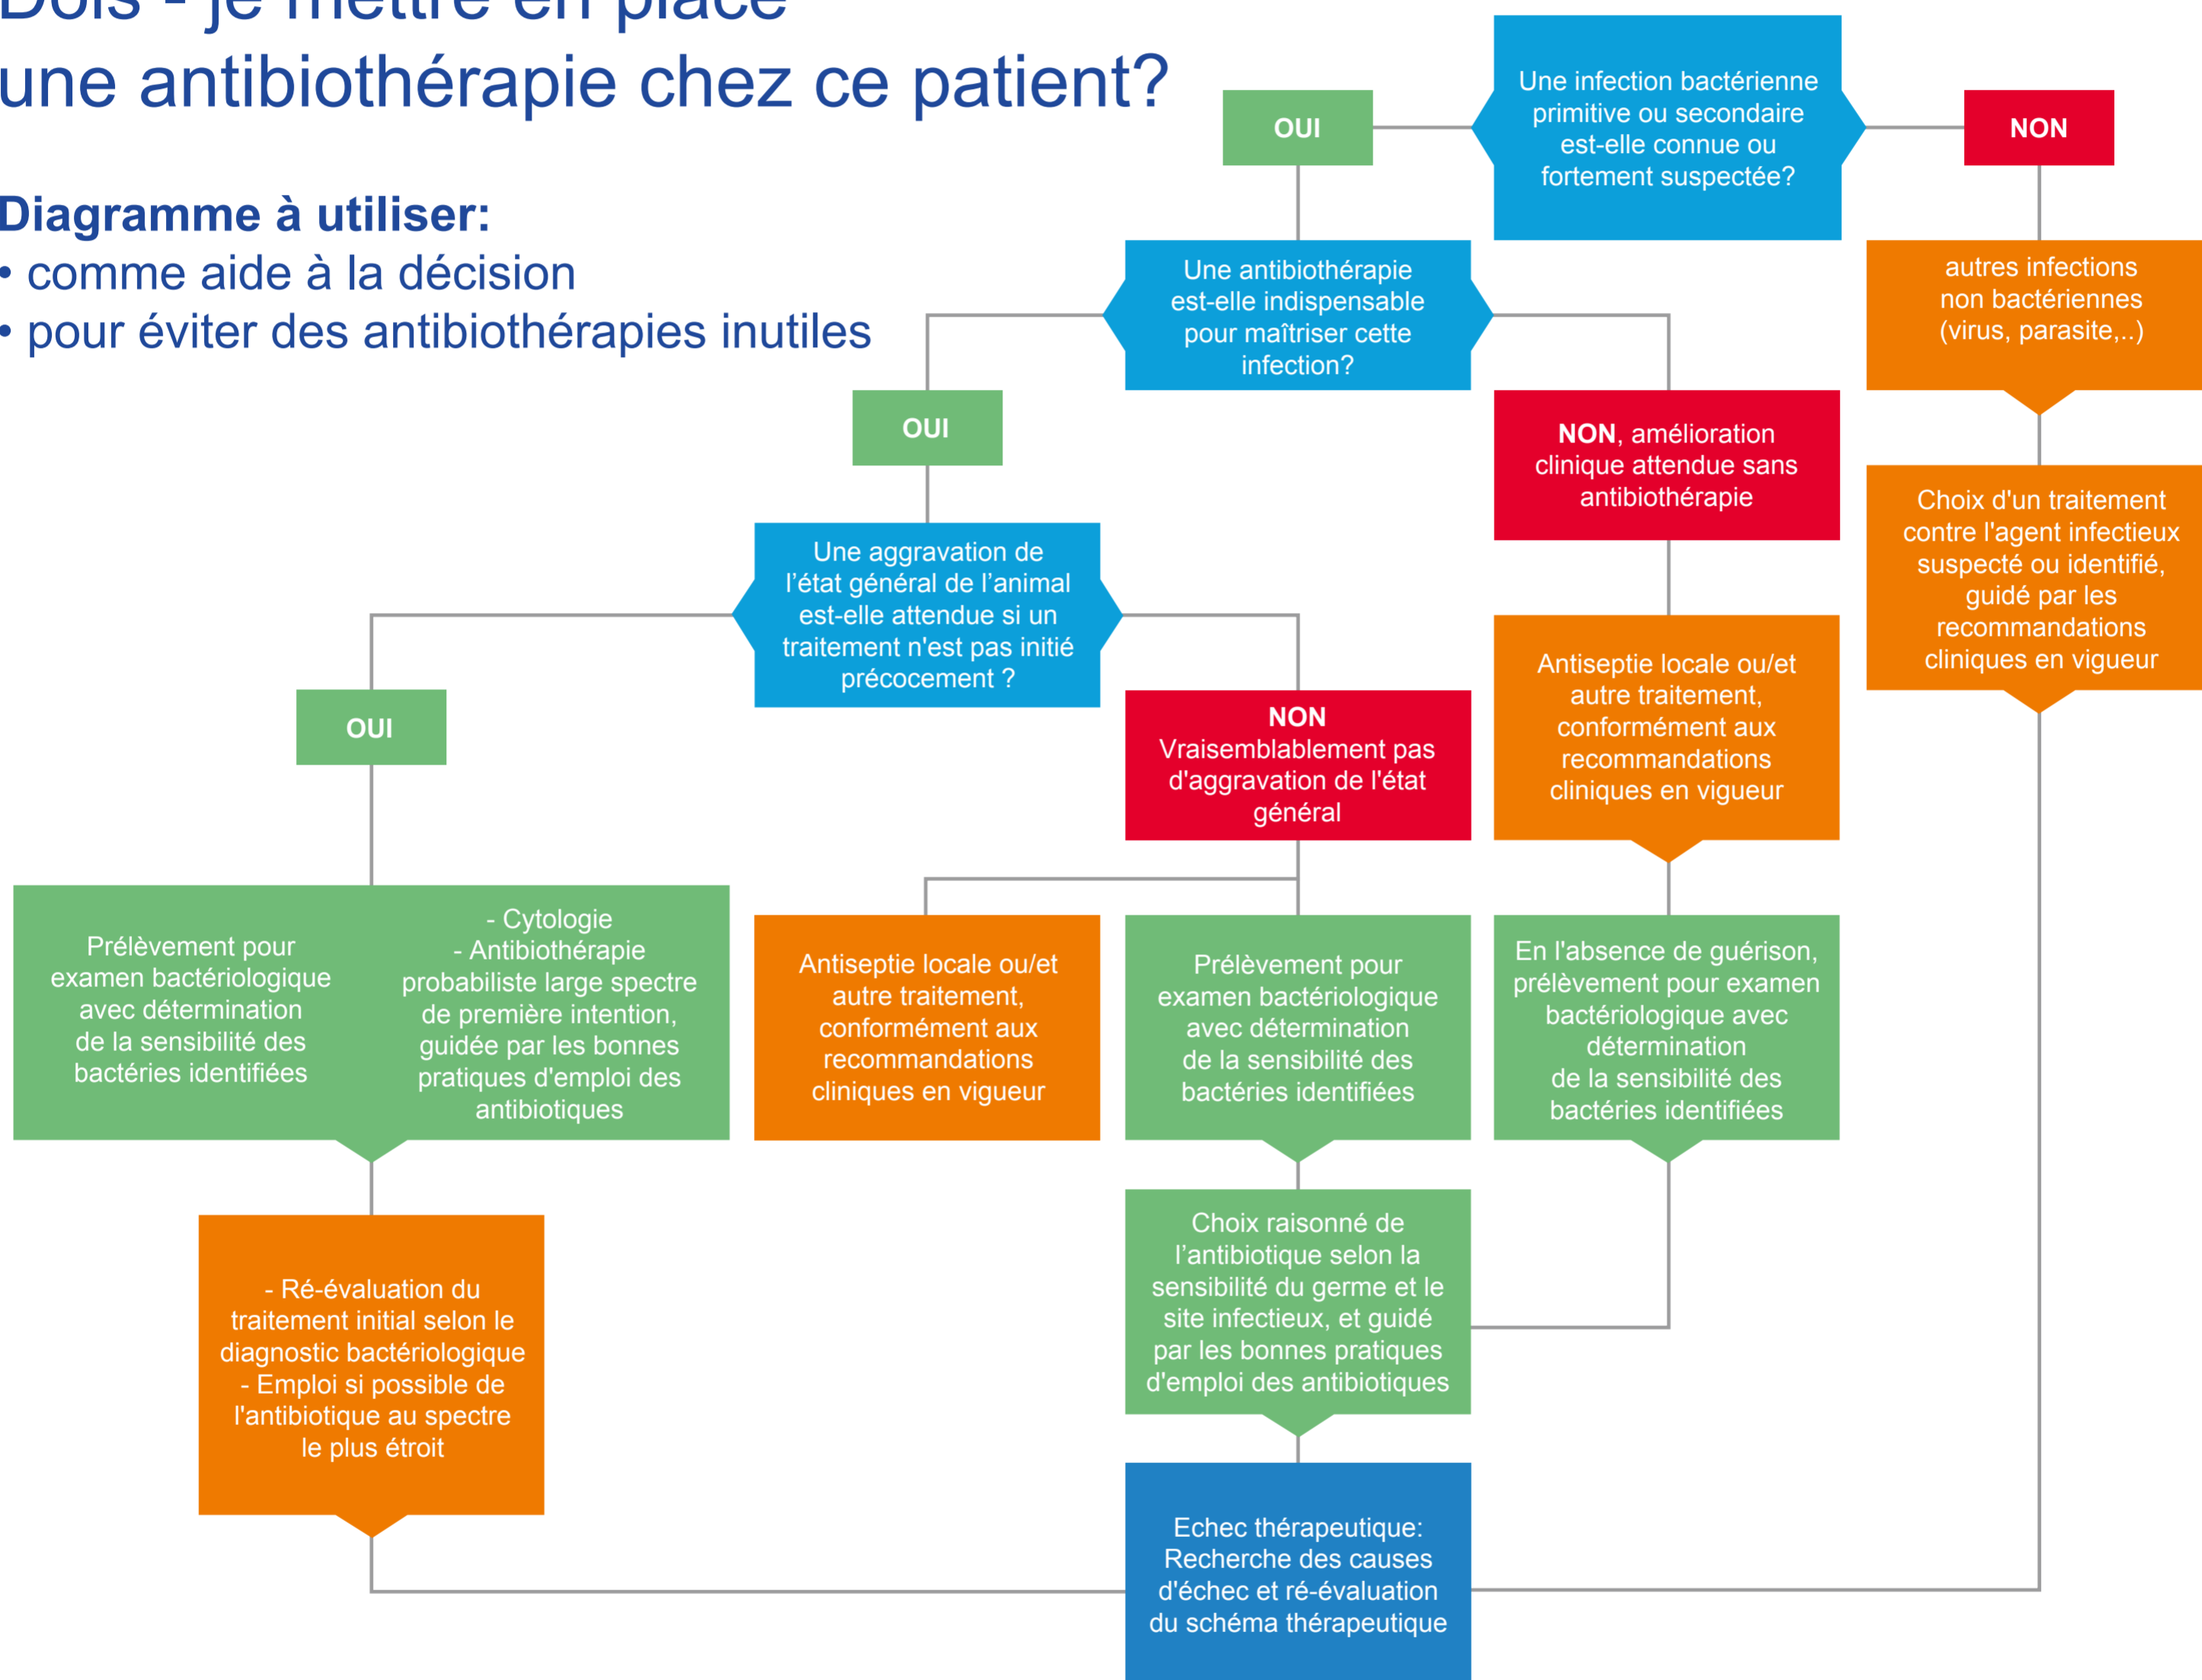 Dois - je mettre en place
une antibiothérapie chez ce patient?
Diagramme à utiliser:
• comme aide à la décision
• pour éviter des antibiothérapies inutiles
Une infection bactérienne
primitive ou secondaire
est-elle connue ou
fortement suspectée?
OUI
NON
Une antibiothérapie
est-elle indispensable
pour maîtriser cette
infection?
autres infections
non bactériennes
(virus, parasite,..)
OUI
NON, amélioration
clinique attendue sans
antibiothérapie
Choix d'un traitement
contre l'agent infectieux
suspecté ou identifié,
guidé par les
recommandations
cliniques en vigueur
Une aggravation de
l’état général de l’animal
est-elle attendue si un
traitement n'est pas initié
précocement ?
Antiseptie locale ou/et
autre traitement,
conformément aux
recommandations
cliniques en vigueur
OUI
NON
Vraisemblablement pas
d'aggravation de l'état
général
Prélèvement pour
examen bactériologique
avec détermination
de la sensibilité des
bactéries identifiées
- Cytologie
- Antibiothérapie
probabiliste large spectre
de première intention,
guidée par les bonnes
pratiques d'emploi des
antibiotiques
Antiseptie locale ou/et
autre traitement,
conformément aux
recommandations
cliniques en vigueur
Prélèvement pour
examen bactériologique
avec détermination
de la sensibilité des
bactéries identifiées
En l'absence de guérison,
prélèvement pour examen
bactériologique avec
détermination
de la sensibilité des
bactéries identifiées
- Ré-évaluation du
traitement initial selon le
diagnostic bactériologique
- Emploi si possible de
l'antibiotique au spectre
le plus étroit
Choix raisonné de
l’antibiotique selon la
sensibilité du germe et le
site infectieux, et guidé
par les bonnes pratiques
d'emploi des antibiotiques
Echec thérapeutique:
Recherche des causes
d'échec et ré-évaluation
du schéma thérapeutique